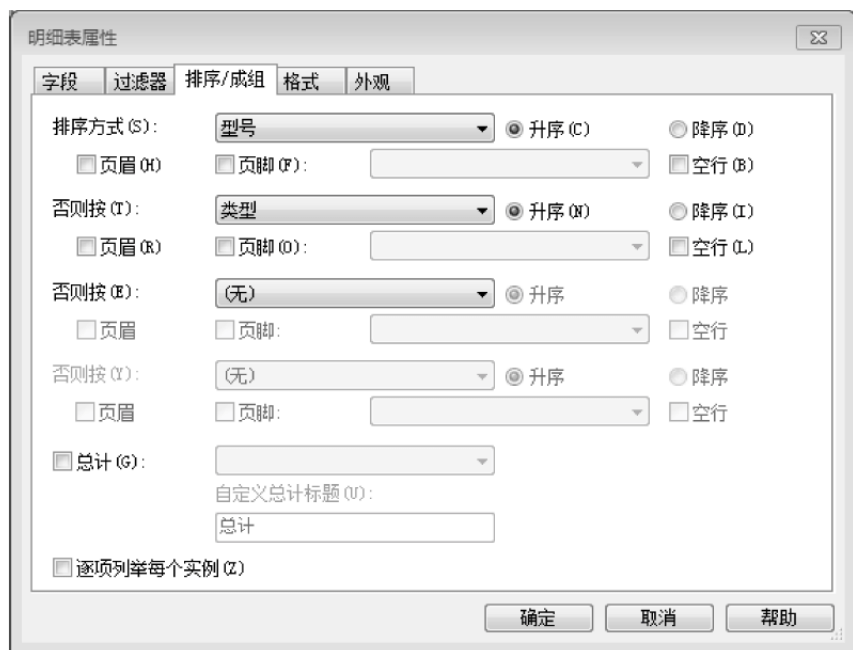 明细表属性
字段 过滤器 排序/成组 格式 外观
排序方式(S): 型号 升序(C) 降序(D)
页眉(H) 页脚(F): 空行(B)
否则按(T): 类型 升序(N) 降序(I)
页眉(R) 页脚(O): 空行(L)
否则按(E): (无) 升序 降序
页眉 页脚: 空行
否则按(Y): (无) 升序 降序
页眉 页脚: 空行
总计(G):
自定义总计标题(U):
总计
逐项列举每个实例(Z)
确定 取消 帮助